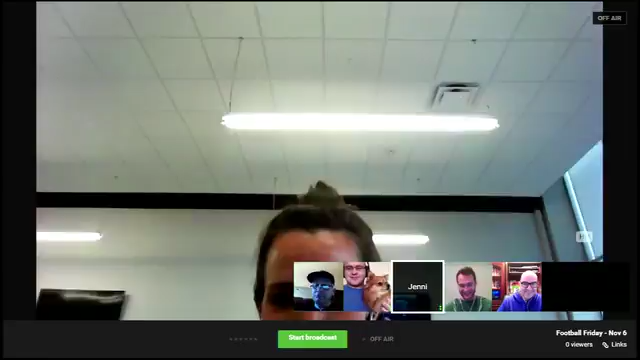 OFF AIR
Jenni
Start broadcast
OFF AIR
Football Friday - Nov 6
0 viewers
Links